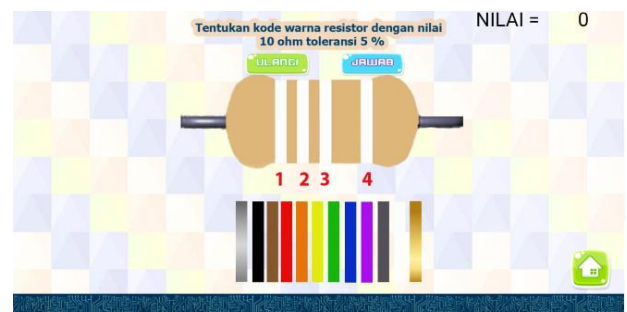 Tentukan kode warna resistor dengan nilai
10 ohm toleransi 5 %
NILAI = 0
ULANGI
JAWAB
1 2 3 4